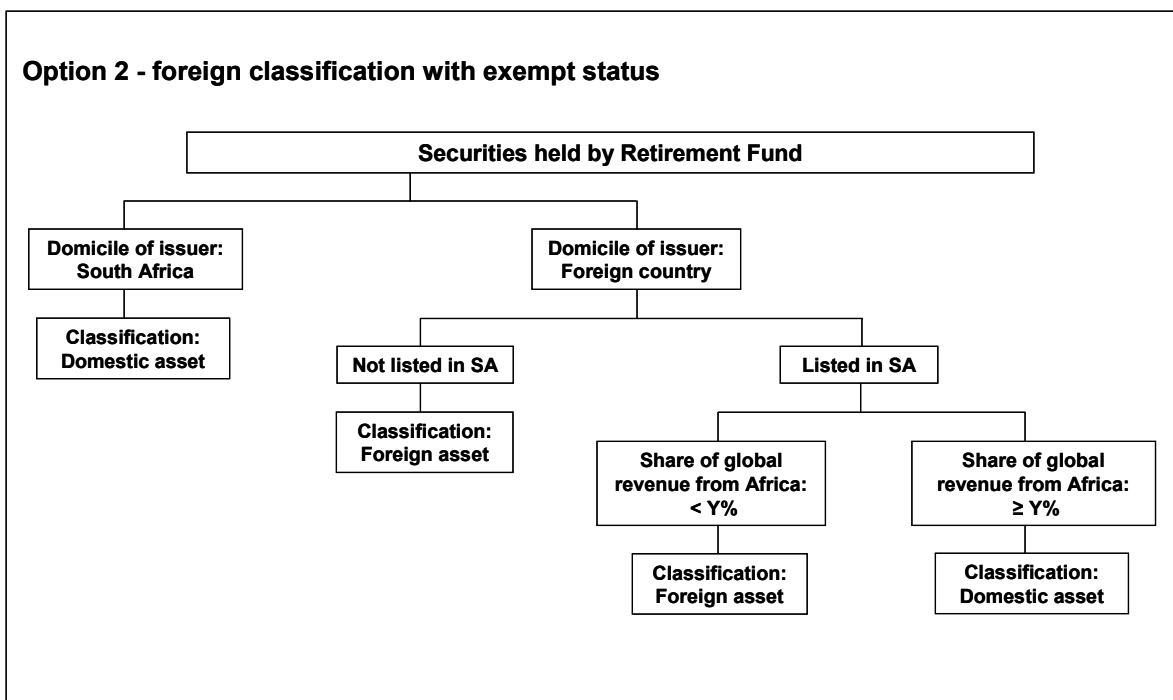 Option 2 - foreign classification with exempt status
Securities held by Retirement Fund
Domicile of issuer:
South Africa
Domicile of issuer:
Foreign country
Classification:
Domestic asset
Not listed in SA
Listed in SA
Classification:
Foreign asset
Share of global
revenue from Africa:
< Y%
Share of global
revenue from Africa:
≥ Y%
Classification:
Foreign asset
Classification:
Domestic asset